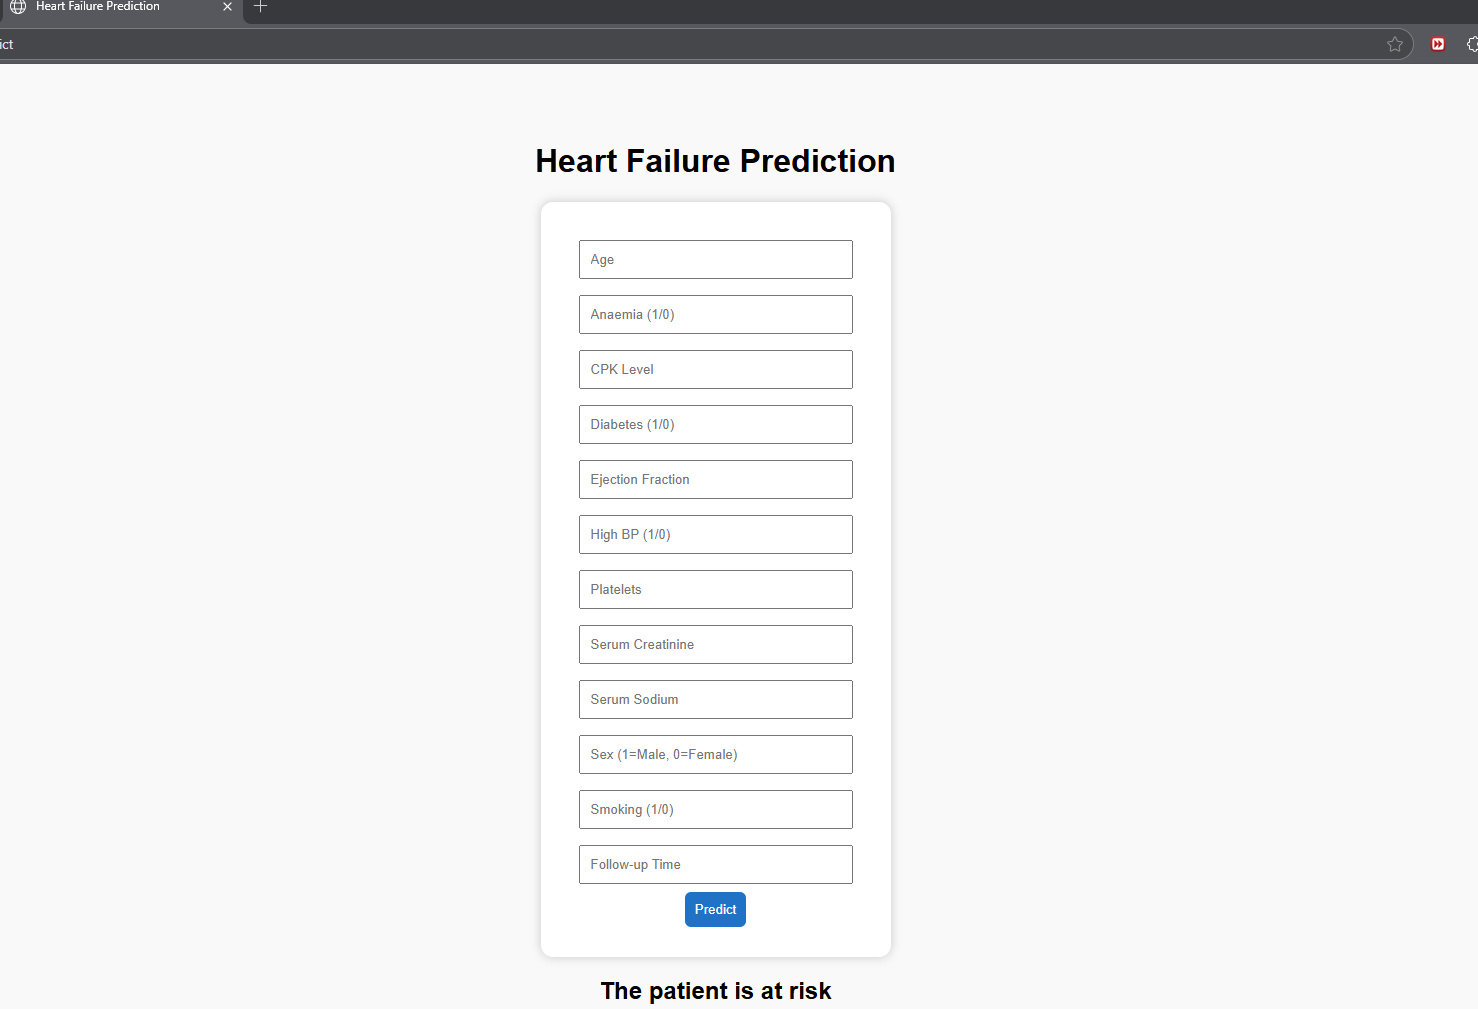 Heart Failure Prediction
ict
Heart Failure Prediction
Age
Anaemia (1/0)
CPK Level
Diabetes (1/0)
Ejection Fraction
High BP (1/0)
Platelets
Serum Creatinine
Serum Sodium
Sex (1=Male, 0=Female)
Smoking (1/0)
Follow-up Time
Predict
The patient is at risk